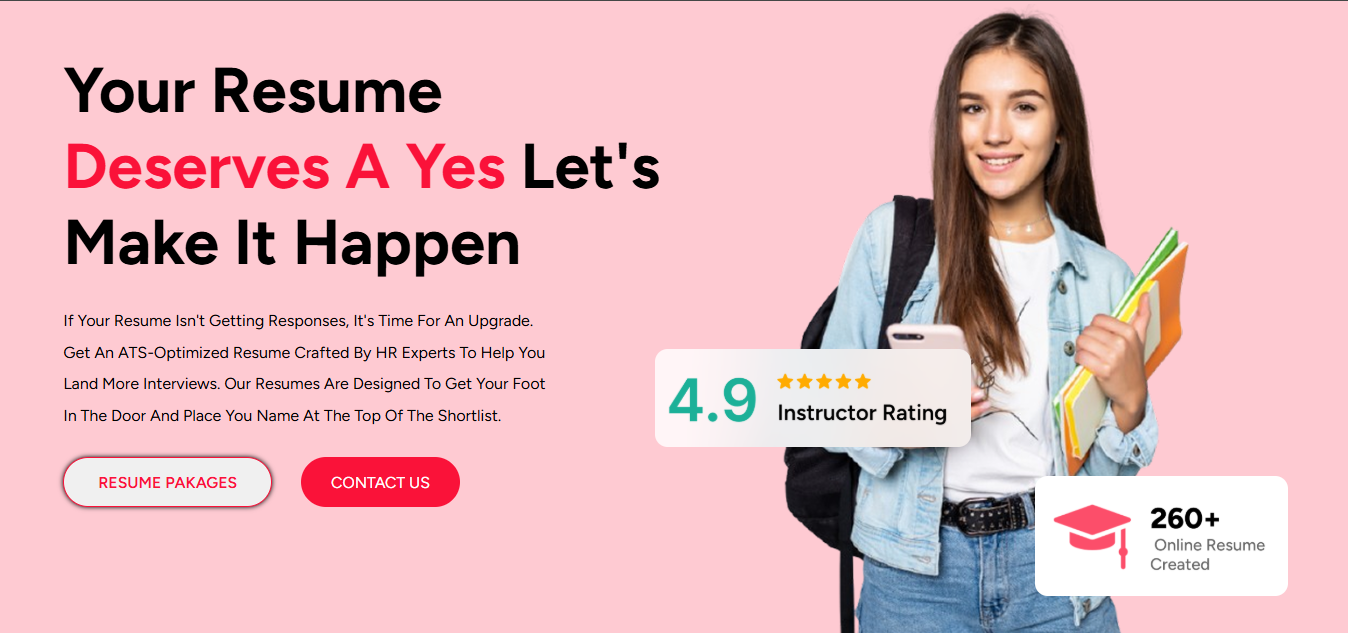 Your Resume
Deserves A Yes Let's
Make It Happen
If Your Resume Isn't Getting Responses, It's Time For An Upgrade.
Get An ATS-Optimized Resume Crafted By HR Experts To Help You
Land More Interviews. Our Resumes Are Designed To Get Your Foot
In The Door And Place You Name At The Top Of The Shortlist.
RESUME PAKAGES
CONTACT US
4.9
Instructor Rating
260+
Online Resume
Created